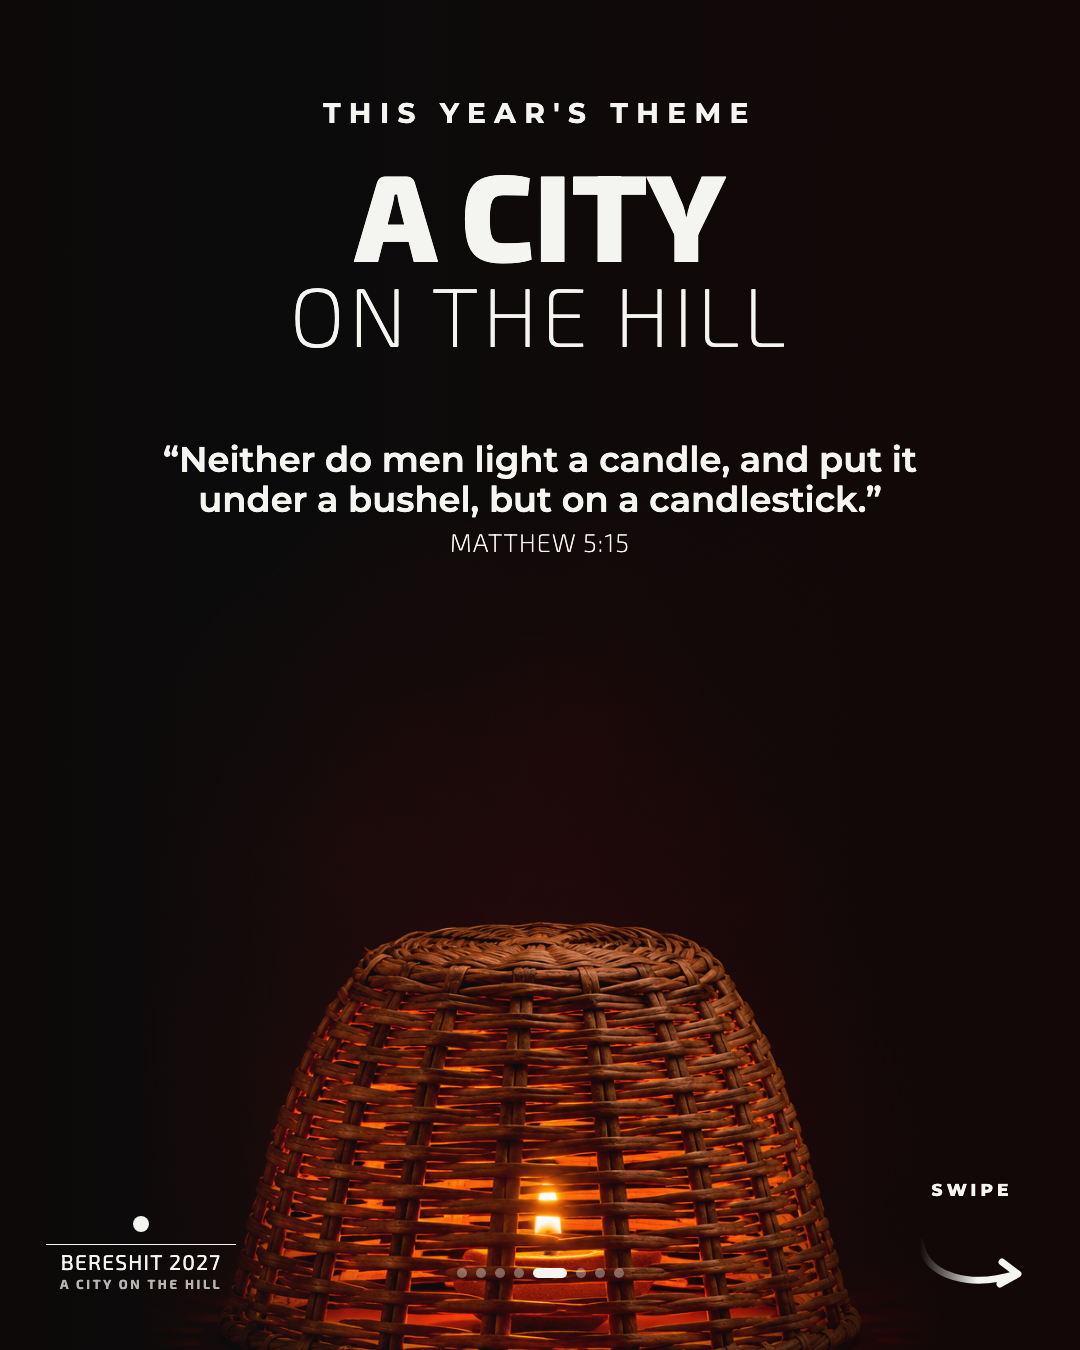 THIS YEAR'S THEME
A CITY
ON THE HILL
“Neither do men light a candle, and put it
under a bushel, but on a candlestick.”
MATTHEW 5:15
SWIPE
BERESHIT 2027
A CITY ON THE HILL